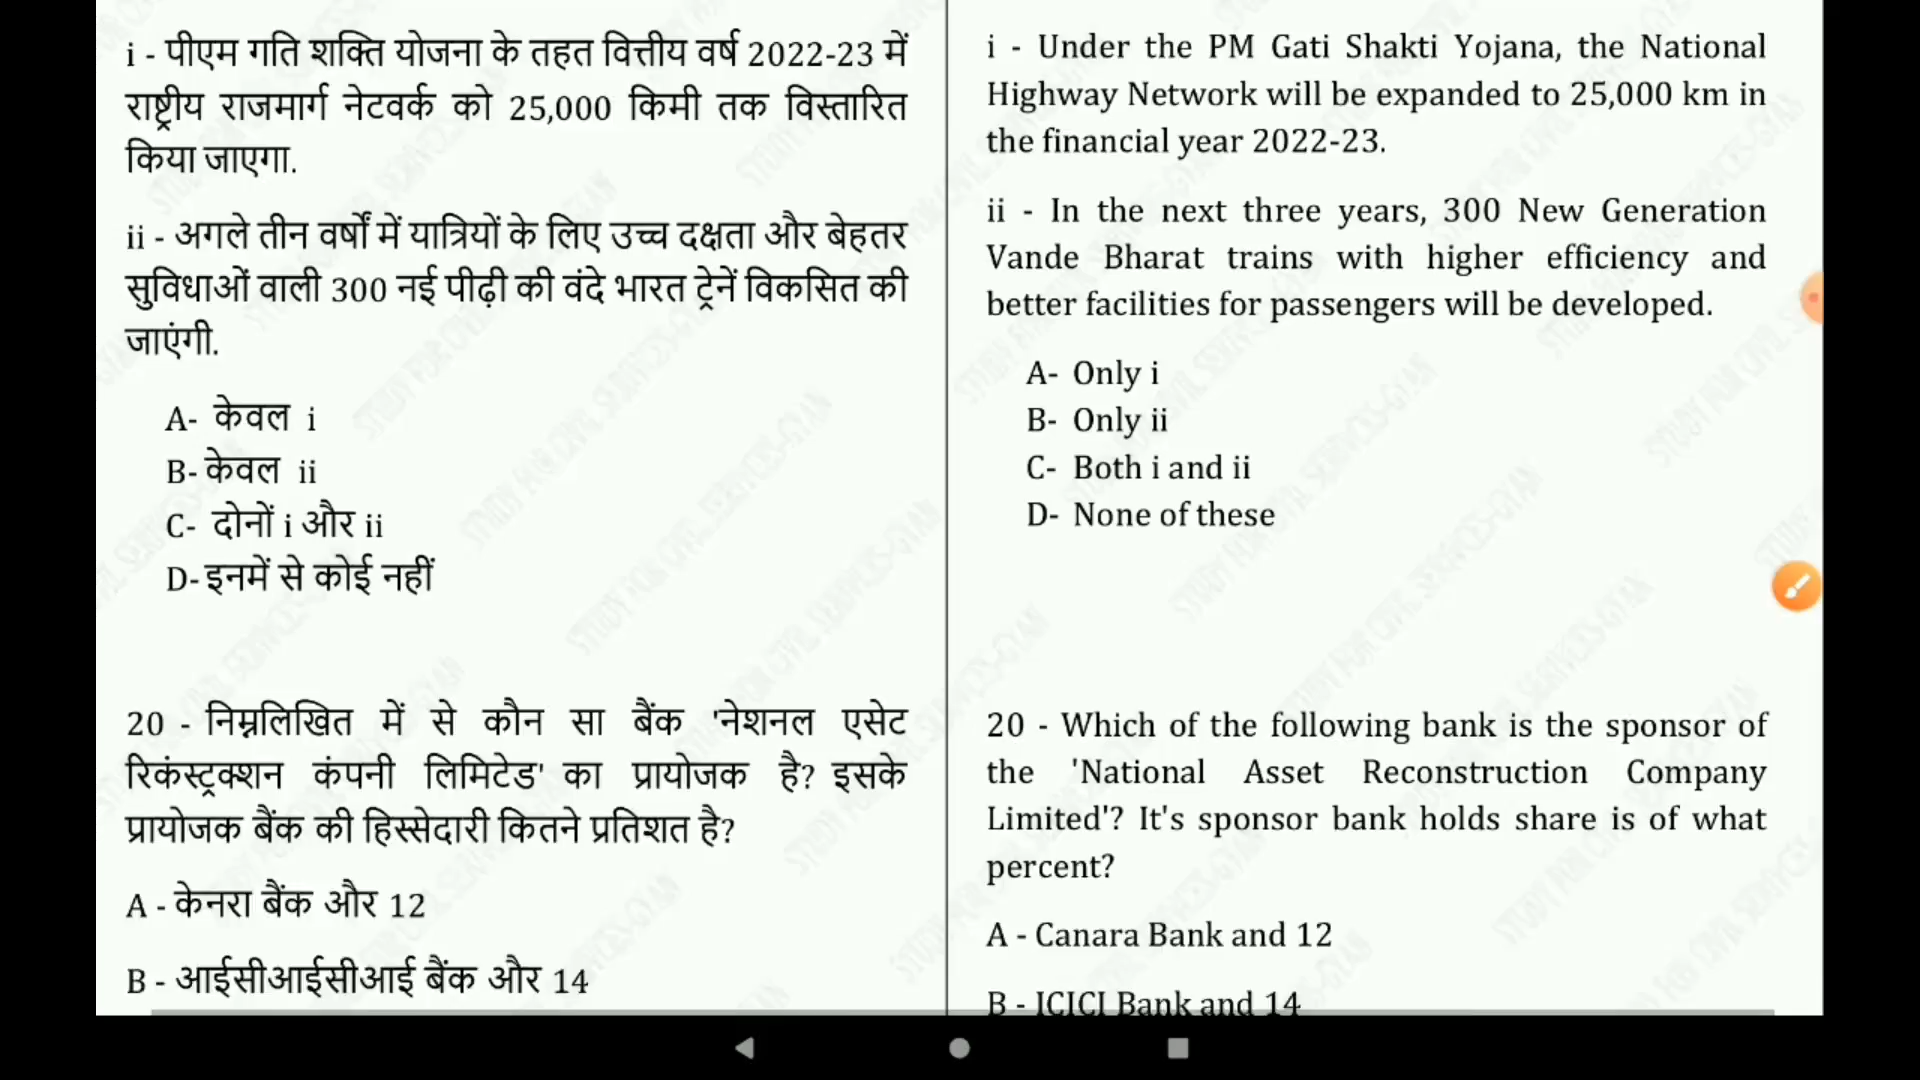 i - पीएम गति शक्ति योजना के तहत वित्तीय वर्ष 2022-23 में
राष्ट्रीय राजमार्ग नेटवर्क को 25,000 किमी तक विस्तारित
किया जाएगा.
ii - अगले तीन वर्षों में यात्रियों के लिए उच्च दक्षता और बेहतर
सुविधाओं वाली 300 नई पीढ़ी की वंदे भारत ट्रेनें विकसित की
जाएंगी.
A- केवल i
B- केवल ii
C- दोनों i और ii
D- इनमें से कोई नहीं
20 - निम्नलिखित में से कौन सा बैंक 'नेशनल एसेट
रिकंस्ट्रक्शन कंपनी लिमिटेड' का प्रायोजक है? इसके
प्रायोजक बैंक की हिस्सेदारी कितने प्रतिशत है?
A - केनरा बैंक और 12
B - आईसीआईसीआई बैंक और 14
i - Under the PM Gati Shakti Yojana, the National
Highway Network will be expanded to 25,000 km in
the financial year 2022-23.
ii - In the next three years, 300 New Generation
Vande Bharat trains with higher efficiency and
better facilities for passengers will be developed.
A- Only i
B- Only ii
C- Both i and ii
D- None of these
20 - Which of the following bank is the sponsor of
the 'National Asset Reconstruction Company
Limited'? It's sponsor bank holds share is of what
percent?
A - Canara Bank and 12
B - ICICI Bank and 14